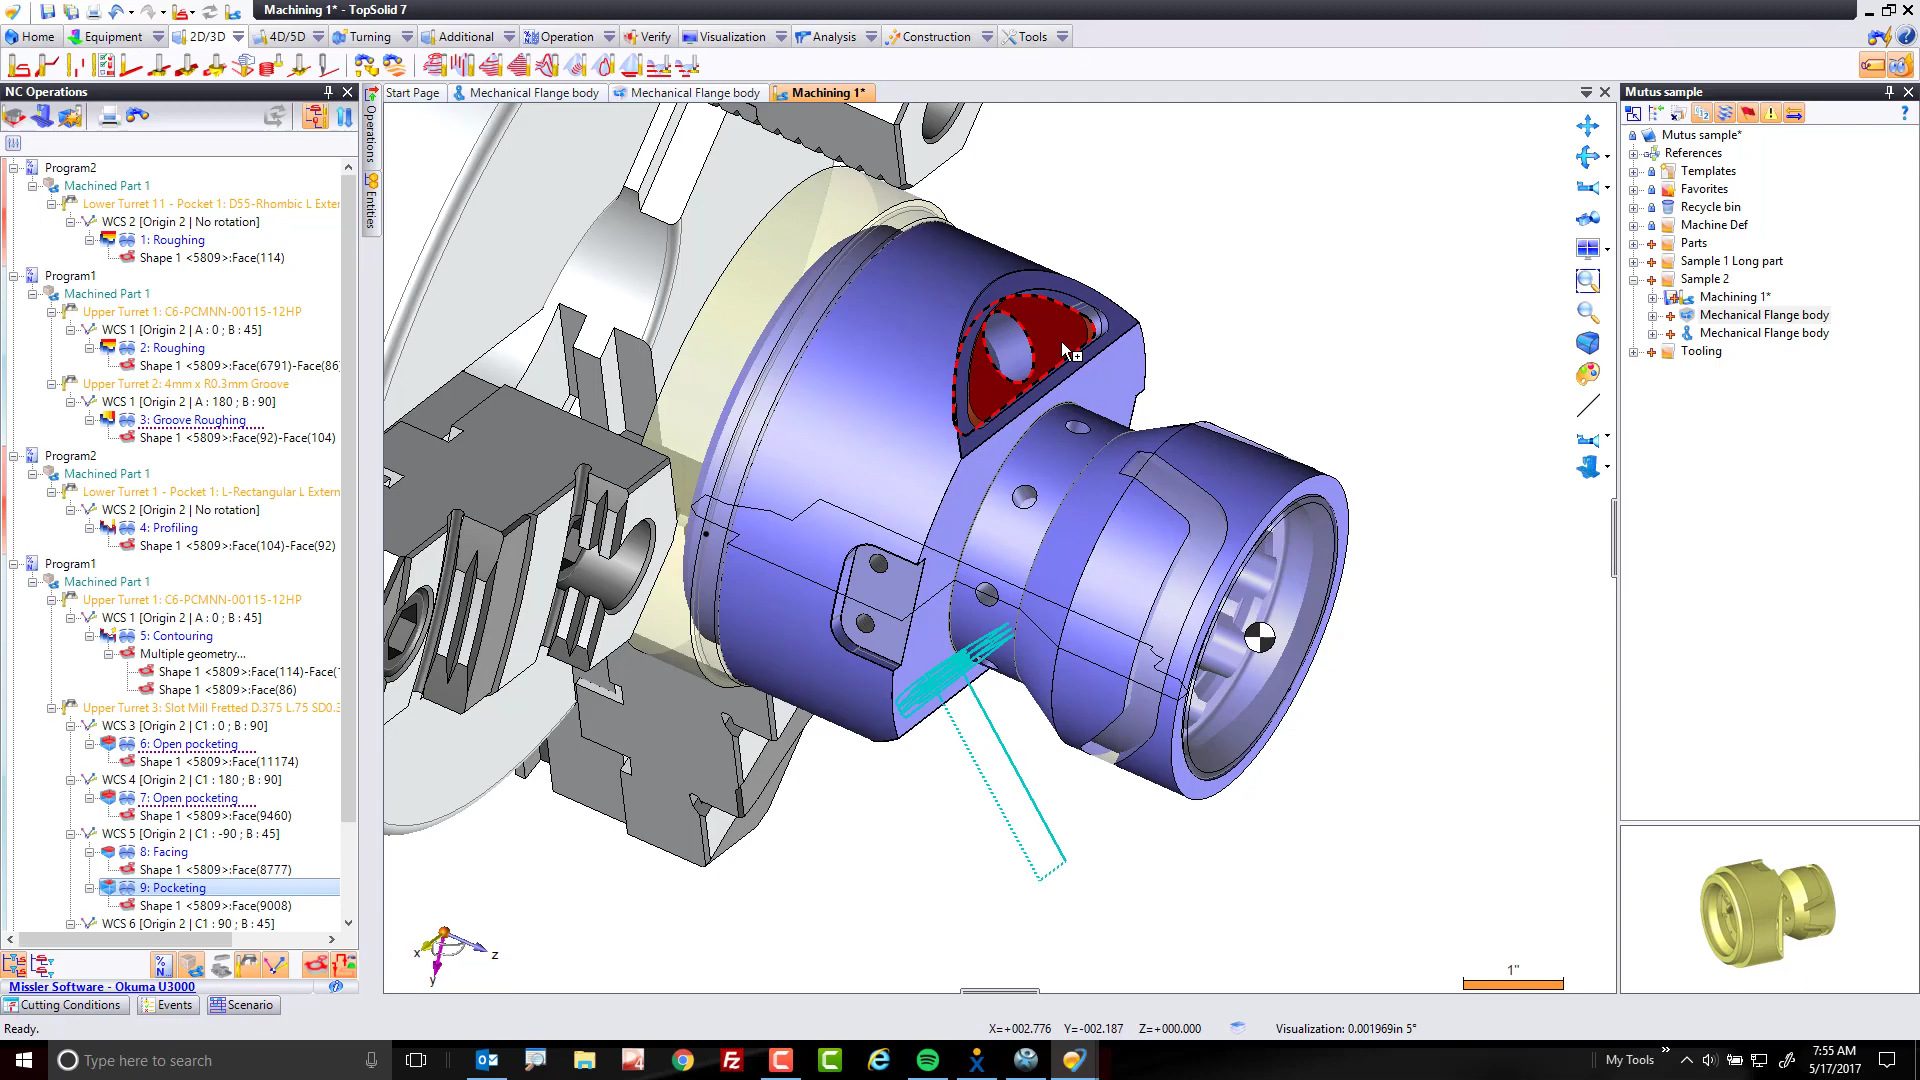 Machining 1* - TopSolid 7
Home
Equipment
2D/3D
4D/5D
Turning
Additional
Operation
Verify
Visualization
Analysis
Construction
Tools
NC Operations
Start Page
Mechanical Flange body
Mechanical Flange body
Machining 1*
Mutus sample
Operations
Entities
Program2
Machined Part 1
Lower Turret 11 - Pocket 1: D55-Rhombic L Exter
WCS 2 [Origin 2 | No rotation]
1: Roughing
Shape 1 <5809>:Face(114)
Program1
Machined Part 1
Upper Turret 1: C6-PCMNN-00115-12HP
WCS 1 [Origin 2 | A : 0 ; B : 45]
2: Roughing
Shape 1 <5809>:Face(6791)-Face(86
Upper Turret 2: 4mm x R0.3mm Groove
WCS 1 [Origin 2 | A : 180 ; B : 90]
3: Groove Roughing
Shape 1 <5809>:Face(92)-Face(104)
Program2
Machined Part 1
Lower Turret 1 - Pocket 1: L-Rectangular L Extern
WCS 2 [Origin 2 | No rotation]
4: Profiling
Shape 1 <5809>:Face(104)-Face(92)
Program1
Machined Part 1
Upper Turret 1: C6-PCMNN-00115-12HP
WCS 1 [Origin 2 | A : 0 ; B : 45]
5: Contouring
Multiple geometry...
Shape 1 <5809>:Face(114)-Fac
Shape 1 <5809>:Face(86)
Upper Turret 3: Slot Mill Fretted D.375 L.75 SD0.3
WCS 3 [Origin 2 | C1 : 0 ; B : 90]
6: Open pocketing
Shape 1 <5809>:Face(11174)
WCS 4 [Origin 2 | C1 : 180 ; B : 90]
7: Open pocketing
Shape 1 <5809>:Face(9460)
WCS 5 [Origin 2 | C1 : -90 ; B : 45]
8: Facing
Shape 1 <5809>:Face(8777)
9: Pocketing
Shape 1 <5809>:Face(9008)
WCS 6 [Origin 2 | C1 : 90 ; B : 45]
Missler Software - Okuma U3000
Cutting Conditions
Events
Scenario
Ready.
x
y
z
1"
Mutus sample*
References
Templates
Favorites
Recycle bin
Machine Def
Parts
Sample 1 Long part
Sample 2
Machining 1*
Mechanical Flange body
Mechanical Flange body
Tooling
X=+002.776 Y=-002.187 Z=+000.000
Visualization: 0.001969in 5°
Type here to search
My Tools
7:55 AM
5/17/2017